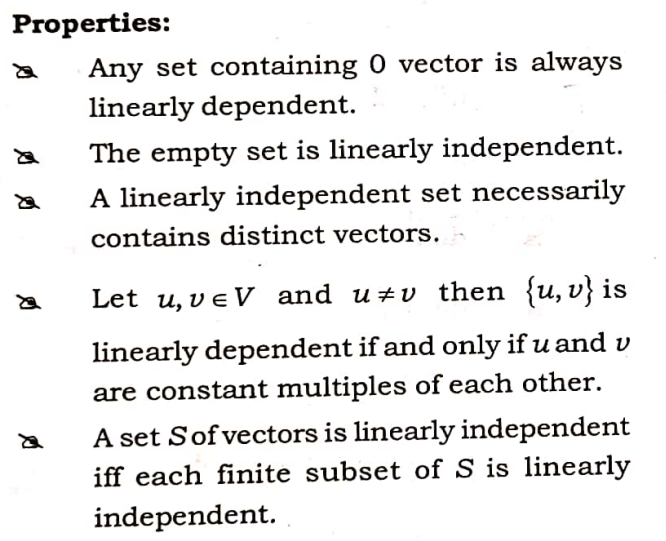 Properties:
Any set containing 0 vector is always
linearly dependent.
The empty set is linearly independent.
A linearly independent set necessarily
contains distinct vectors.
Let u, v ∈ V and u ≠ v then {u, v} is
linearly dependent if and only if u and v
are constant multiples of each other.
A set S of vectors is linearly independent
iff each finite subset of S is linearly
independent.